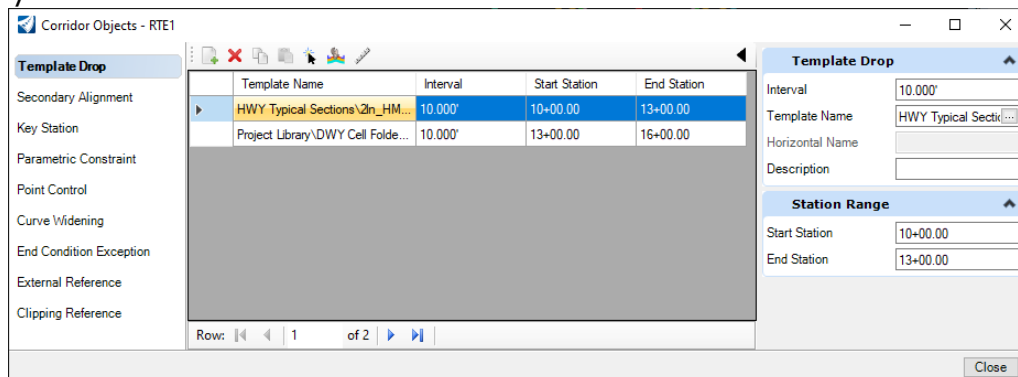 Corridor Objects - RTE1
Template Drop
Secondary Alignment
Key Station
Parametric Constraint
Point Control
Curve Widening
End Condition Exception
External Reference
Clipping Reference
Template Name Interval Start Station End Station
HWY Typical Sections\2ln_HM... 10.000' 10+00.00 13+00.00
Project Library\DWY Cell Folde... 10.000' 13+00.00 16+00.00
Row: 1 of 2
Template Drop
Interval 10.000'
Template Name HWY Typical Sectic ...
Horizontal Name
Description
Station Range
Start Station 10+00.00
End Station 13+00.00
Close